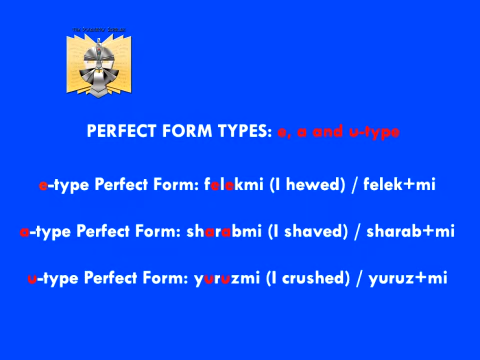 PERFECT FORM TYPES: e, a and u-type
e-type Perfect Form: felekmi (I hewed) / felek+mi
a-type Perfect Form: sharabmi (I shaved) / sharab+mi
u-type Perfect Form: yuruzmi (I crushed) / yuruz+mi